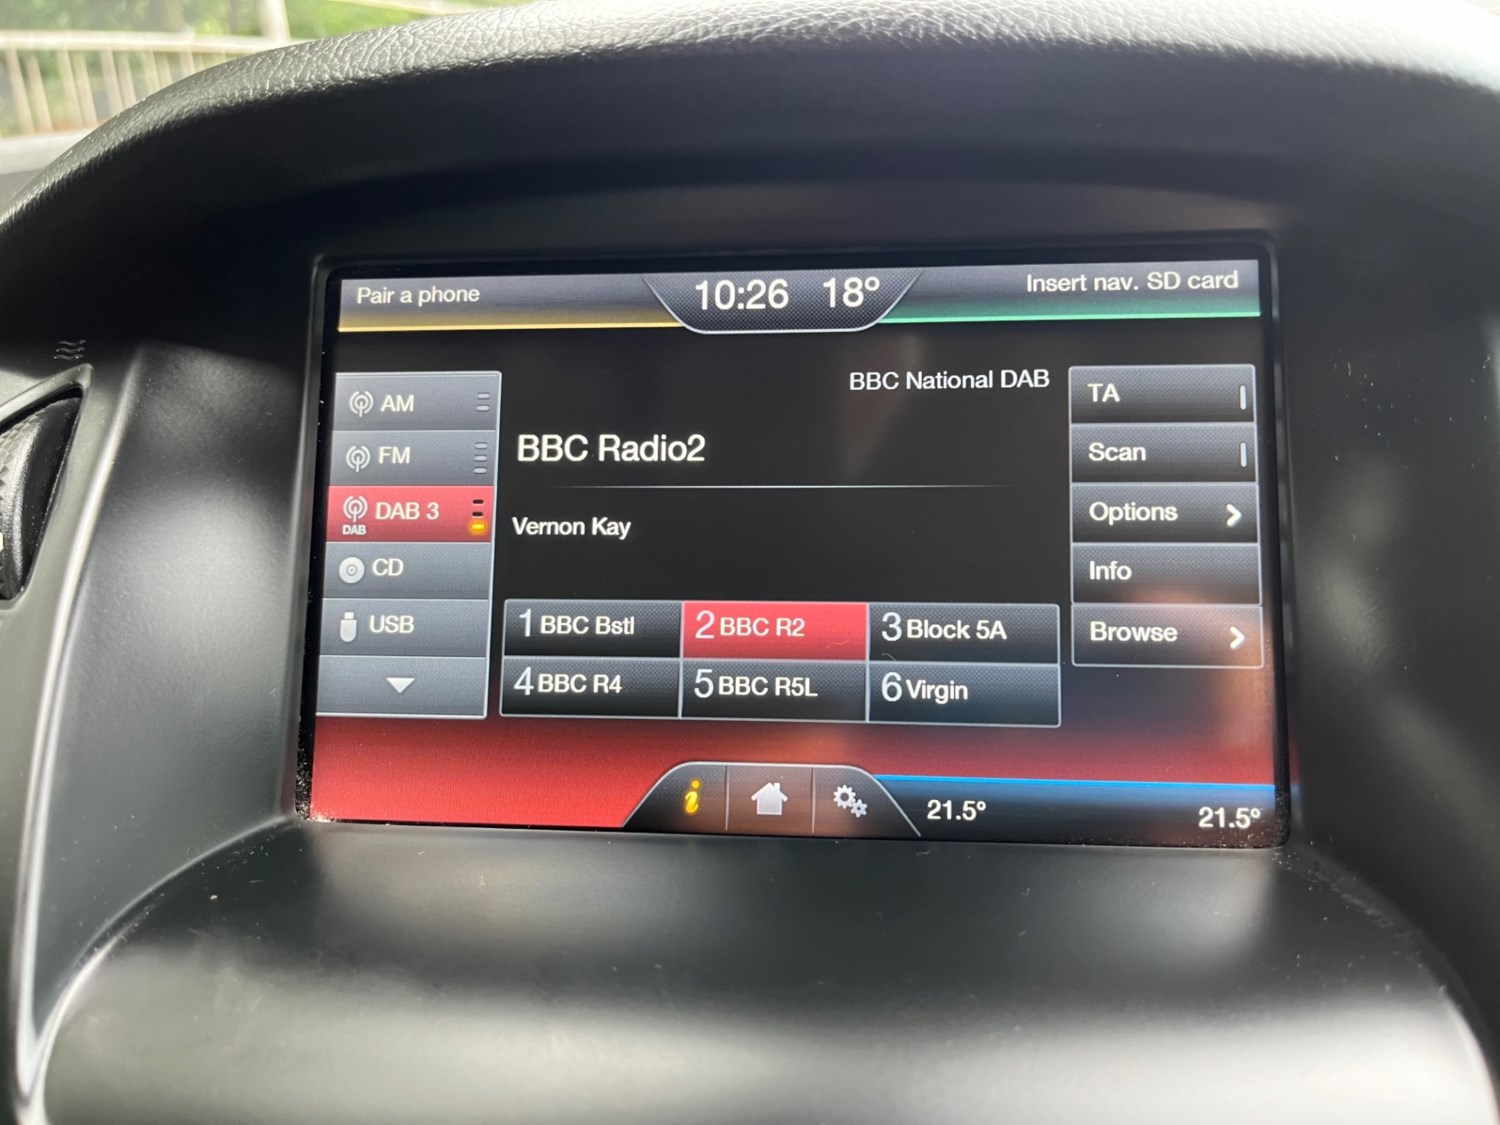 Pair a phone
10:26 18°
Insert nav. SD card
BBC National DAB
AM
FM
DAB DAB 3
CD
USB
BBC Radio2
Vernon Kay
1 BBC Bstl
2 BBC R2
3 Block 5A
4 BBC R4
5 BBC R5L
6 Virgin
TA
Scan
Options
Info
Browse
i
21.5°
21.5°